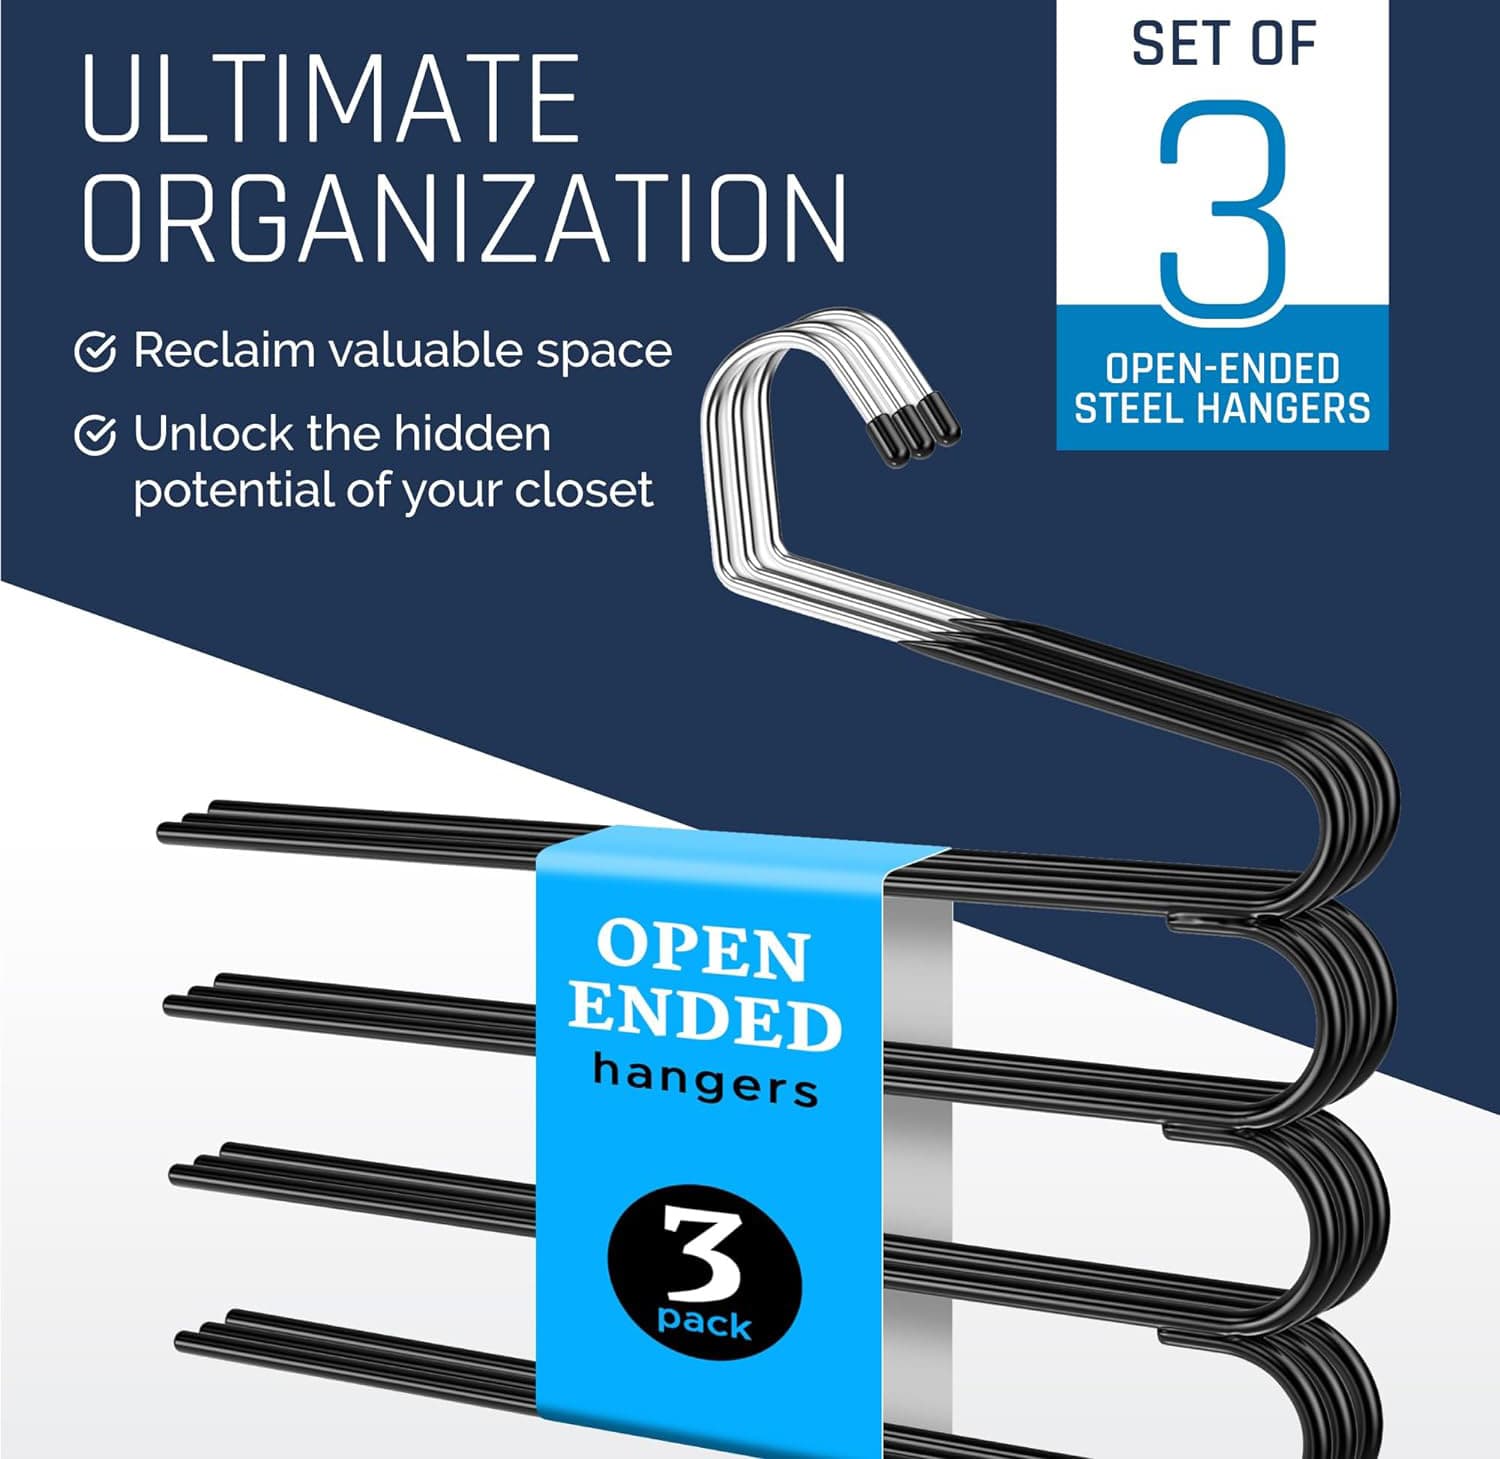 ULTIMATE
ORGANIZATION
Reclaim valuable space
Unlock the hidden
potential of your closet
SET OF
3
OPEN-ENDED
STEEL HANGERS
OPEN
ENDED
hangers
3
pack